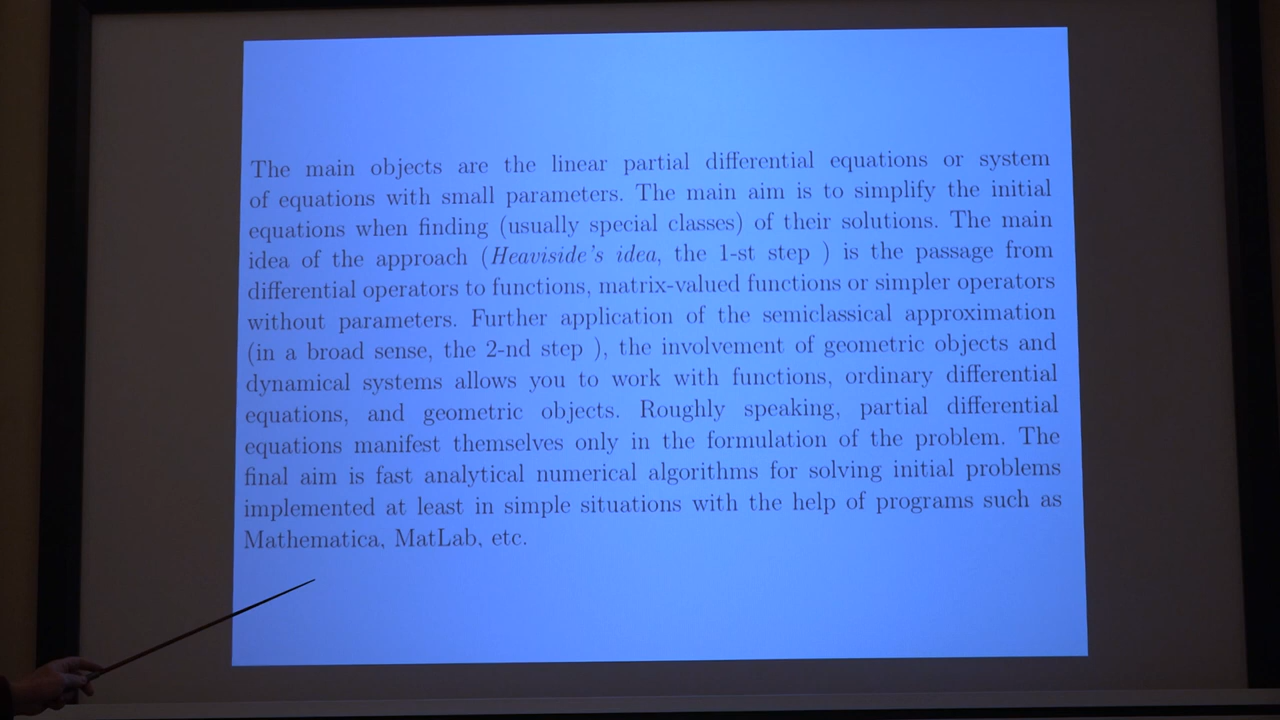 The main objects are the linear partial differential equations or system
of equations with small parameters. The main aim is to simplify the initial
equations when finding (usually special classes) of their solutions. The main
idea of the approach (Heaviside's idea, the 1-st step ) is the passage from
differential operators to functions, matrix-valued functions or simpler operators
without parameters. Further application of the semiclassical approximation
(in a broad sense, the 2-nd step ), the involvement of geometric objects and
dynamical systems allows you to work with functions, ordinary differential
equations, and geometric objects. Roughly speaking, partial differential
equations manifest themselves only in the formulation of the problem. The
final aim is fast analytical numerical algorithms for solving initial problems
implemented at least in simple situations with the help of programs such as
Mathematica, MatLab, etc.